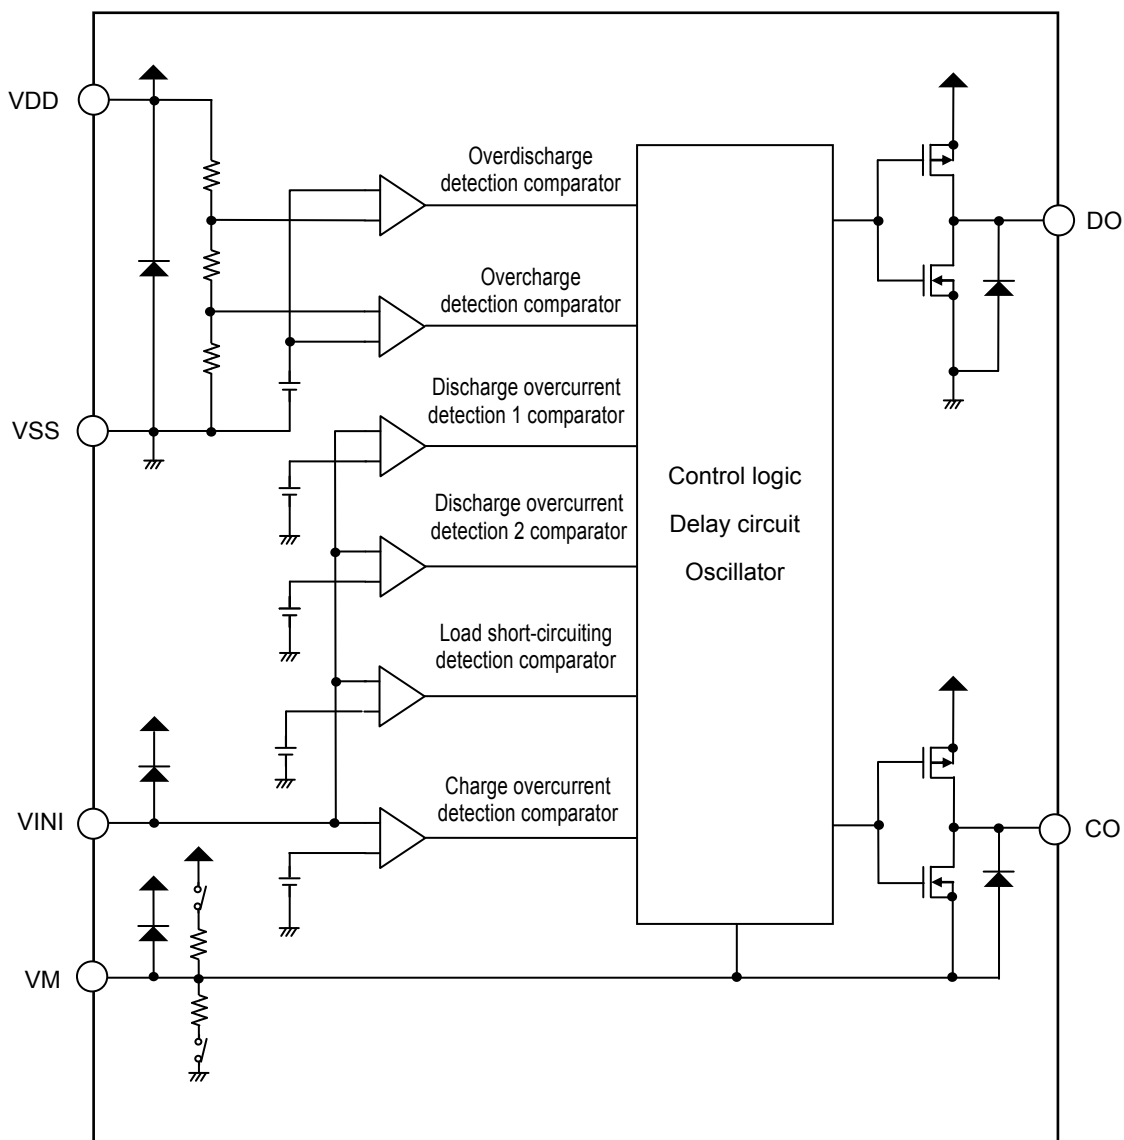 VDD
Overdischarge
detection comparator
DO
Overcharge
detection comparator
VSS
Discharge overcurrent
detection 1 comparator
Control logic
Delay circuit
Oscillator
Discharge overcurrent
detection 2 comparator
Load short-circuiting
detection comparator
VINI
Charge overcurrent
detection comparator
CO
VM